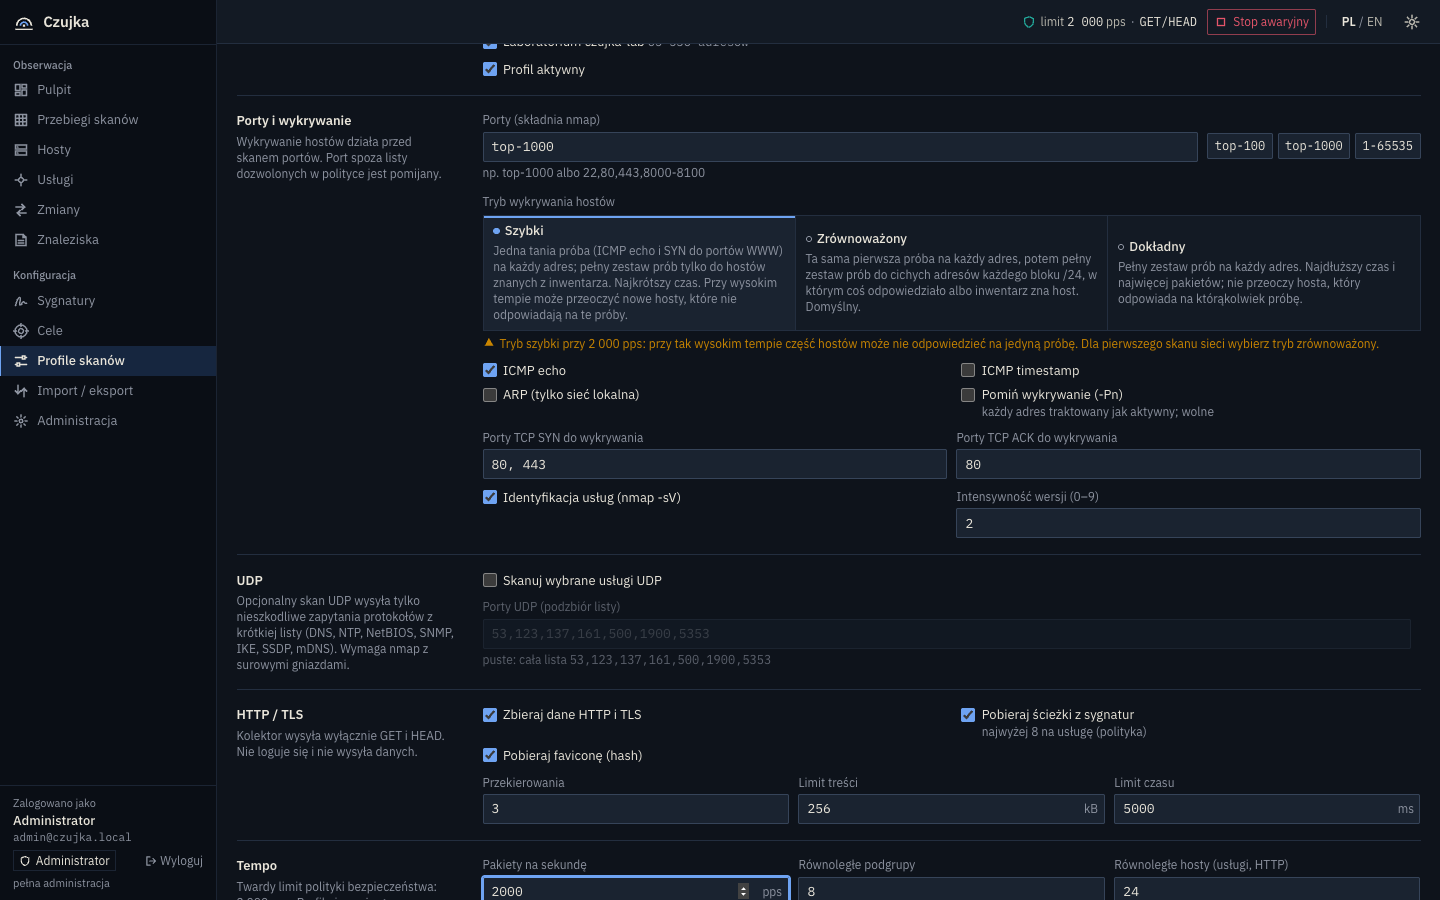 Czujka
limit 2 000 pps · GET/HEAD
Stop awaryjny
PL / EN
Obserwacja
Pulpit
Przebiegi skanów
Hosty
Usługi
Zmiany
Znaleziska
Konfiguracja
Sygnatury
Cele
Profile skanów
Import / eksport
Administracja
Zalogowano jako
Administrator
admin@czujka.local
Administrator
Wyloguj
pełna administracja
Profil aktywny
Porty i wykrywanie
Wykrywanie hostów działa przed
skanem portów. Port spoza listy
dozwolonych w polityce jest pomijany.
Porty (składnia nmap)
top-1000
top-100
top-1000
1-65535
np. top-1000 albo 22,80,443,8000-8100
Tryb wykrywania hostów
Szybki
Jedna tania próba (ICMP echo i SYN do portów WWW)
na każdy adres; pełny zestaw prób tylko do hostów
znanych z inwentarza. Najkrótszy czas. Przy wysokim
tempie może przeoczyć nowe hosty, które nie
odpowiadają na te próby.
Zrównoważony
Ta sama pierwsza próba na każdy adres, potem pełny
zestaw prób do cichych adresów każdego bloku /24, w
którym coś odpowiedziało albo inwentarz zna host.
Domyślny.
Dokładny
Pełny zestaw prób na każdy adres. Najdłuższy czas i
najwięcej pakietów; nie przeoczy hosta, który
odpowiada na którąkolwiek próbę.
Tryb szybki przy 2 000 pps: przy tak wysokim tempie część hostów może nie odpowiedzieć na jedyną próbę. Dla pierwszego skanu sieci wybierz tryb zrównoważony.
ICMP echo
ICMP timestamp
ARP (tylko sieć lokalna)
Pomiń wykrywanie (-Pn)
każdy adres traktowany jak aktywny; wolne
Porty TCP SYN do wykrywania
80, 443
Porty TCP ACK do wykrywania
80
Identyfikacja usług (nmap -sV)
Intensywność wersji (0–9)
2
UDP
Opcjonalny skan UDP wysyła tylko
nieszkodliwe zapytania protokołów z
krótkiej listy (DNS, NTP, NetBIOS, SNMP,
IKE, SSDP, mDNS). Wymaga nmap z
surowymi gniazdami.
Skanuj wybrane usługi UDP
Porty UDP (podzbiór listy)
53,123,137,161,500,1900,5353
puste: cała lista 53,123,137,161,500,1900,5353
HTTP / TLS
Kolektor wysyła wyłącznie GET i HEAD.
Nie loguje się i nie wysyła danych.
Zbieraj dane HTTP i TLS
Pobieraj ścieżki z sygnatur
najwyżej 8 na usługę (polityka)
Pobieraj faviconę (hash)
Przekierowania
3
Limit treści
256 kB
Limit czasu
5000 ms
Tempo
Twardy limit polityki bezpieczeństwa:
Pakiety na sekundę
2000 pps
Równoległe podgrupy
8
Równoległe hosty (usługi, HTTP)
24